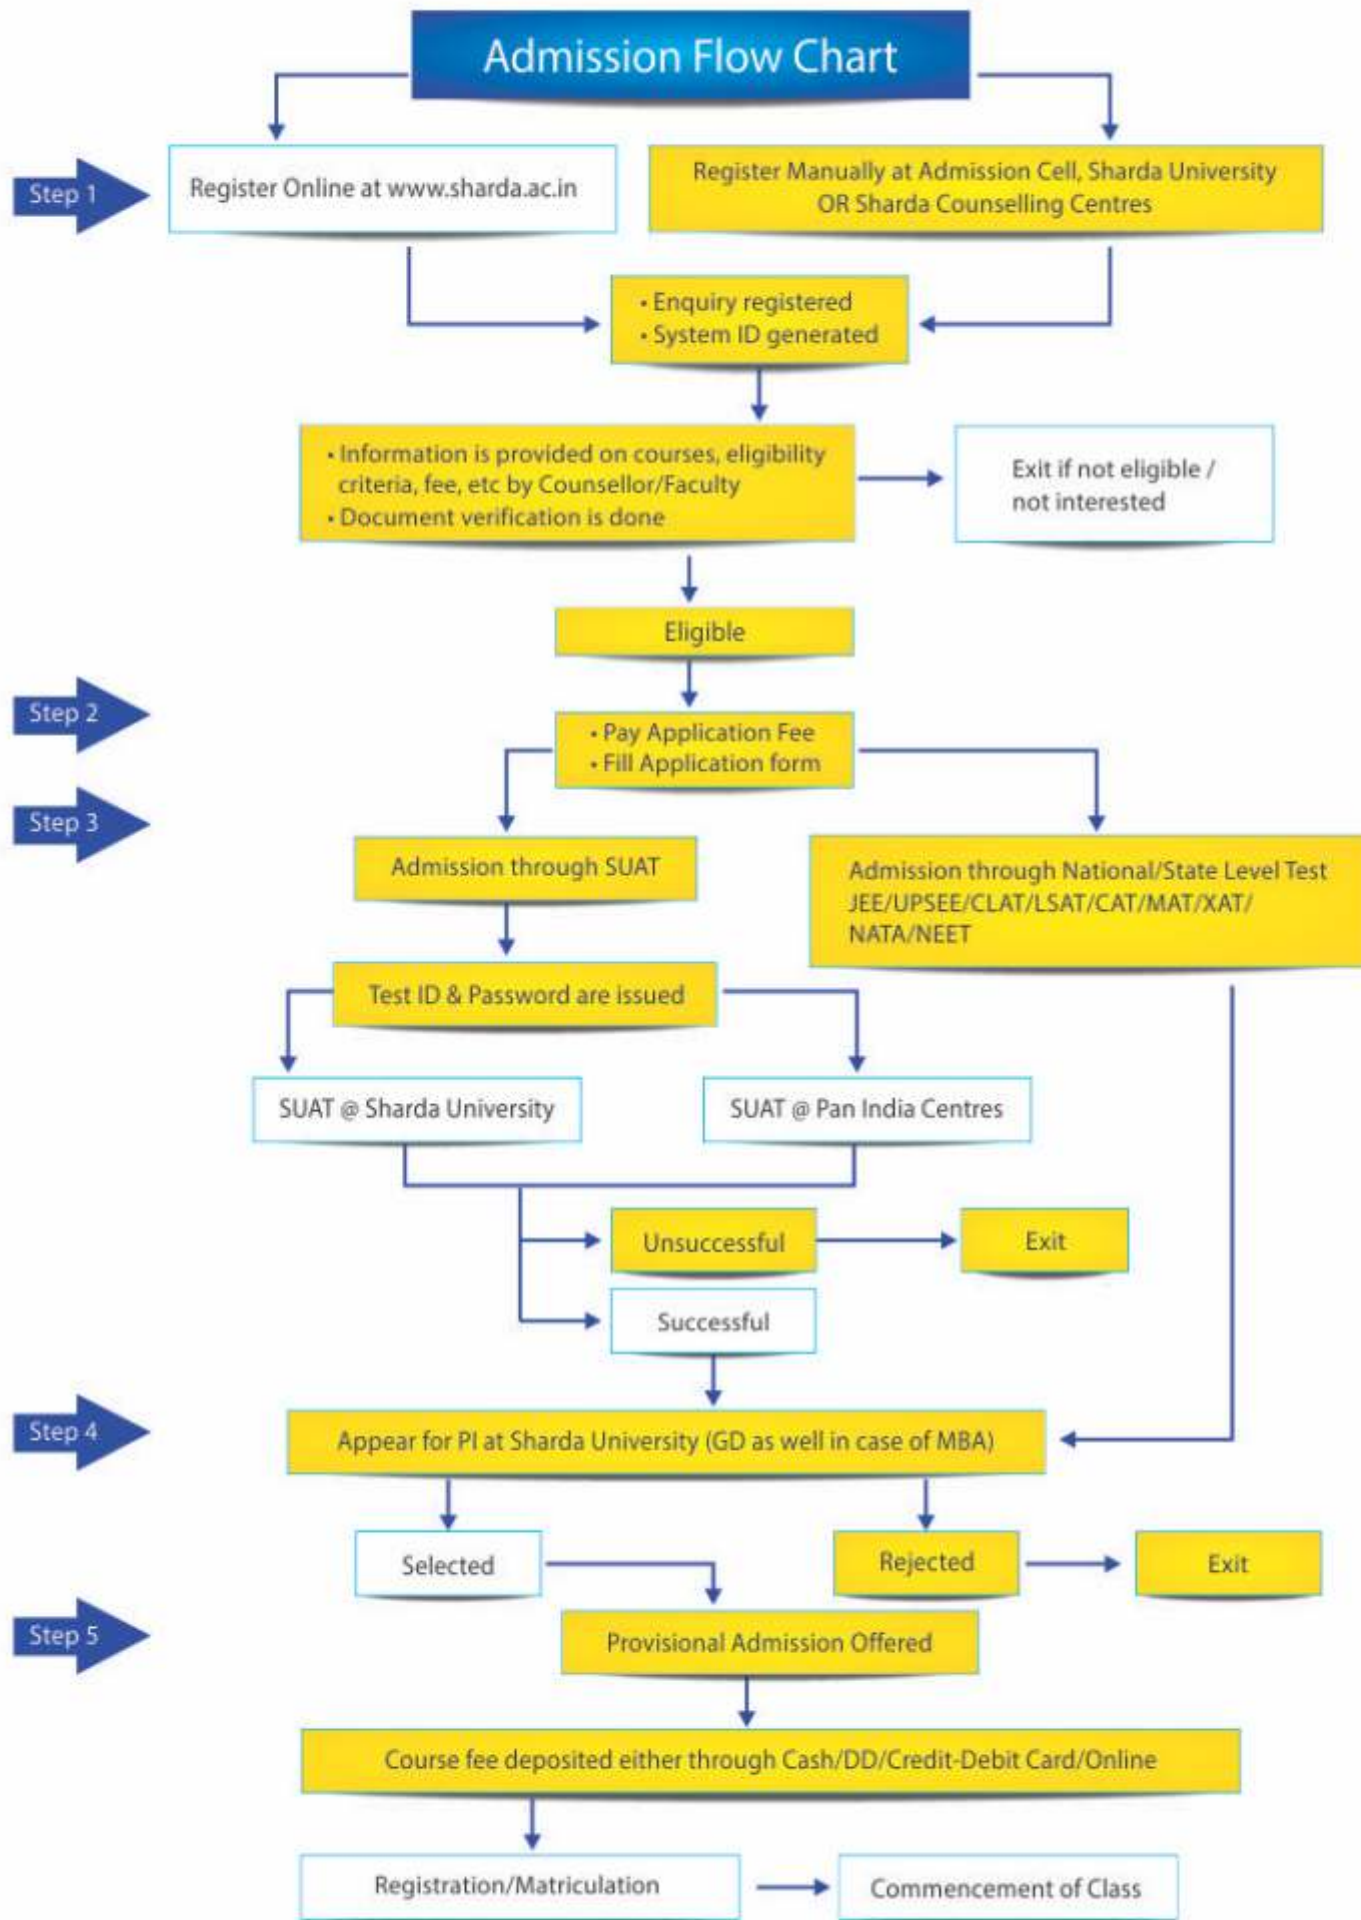 Admission Flow Chart
Step 1
Register Online at www.sharda.ac.in
Register Manually at Admission Cell, Sharda University
OR Sharda Counselling Centres
• Enquiry registered
• System ID generated
• Information is provided on courses, eligibility
criteria, fee, etc by Counsellor/Faculty
• Document verification is done
Exit if not eligible /
not interested
Eligible
Step 2
• Pay Application Fee
• Fill Application form
Step 3
Admission through SUAT
Admission through National/State Level Test
JEE/UPSEE/CLAT/LSAT/CAT/MAT/XAT/
NATA/NEET
Test ID & Password are issued
SUAT @ Sharda University
SUAT @ Pan India Centres
Unsuccessful
Exit
Successful
Step 4
Appear for PI at Sharda University (GD as well in case of MBA)
Selected
Rejected
Exit
Step 5
Provisional Admission Offered
Course fee deposited either through Cash/DD/Credit-Debit Card/Online
Registration/Matriculation
Commencement of Class